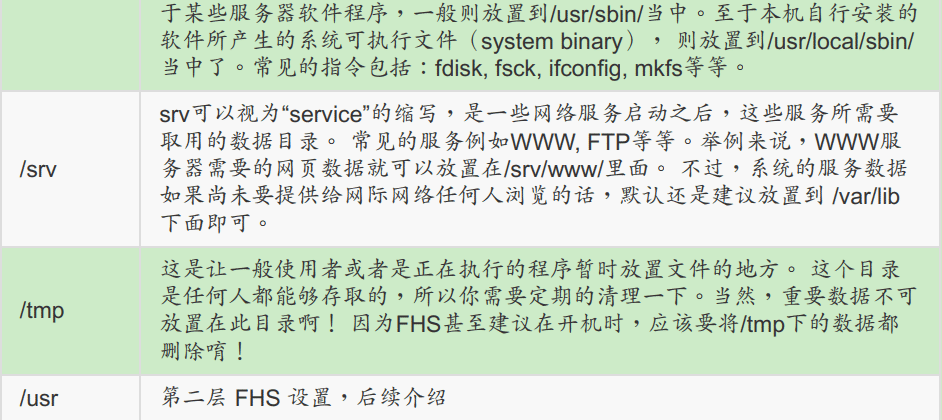 于某些服务器软件程序，一般则放置到/usr/sbin/当中。至于本机自行安装的
软件所产生的系统可执行文件（system binary）， 则放置到/usr/local/sbin/
当中了。常见的指令包括：fdisk, fsck, ifconfig, mkfs等等。
/srv
srv可以视为“service”的缩写，是一些网络服务启动之后，这些服务所需要
取用的数据目录。 常见的服务例如WWW, FTP等等。举例来说，WWW服
务器需要的网页数据就可以放置在/srv/www/里面。 不过，系统的服务数据
如果尚未要提供给网际网络任何人浏览的话，默认还是建议放置到 /var/lib
下面即可。
/tmp
这是让一般使用者或者是正在执行的程序暂时放置文件的地方。 这个目录
是任何人都能够存取的，所以你需要定期的清理一下。当然，重要数据不可
放置在此目录啊！ 因为FHS甚至建议在开机时，应该要将/tmp下的数据都
删除唷！
/usr
第二层 FHS 设置，后续介绍